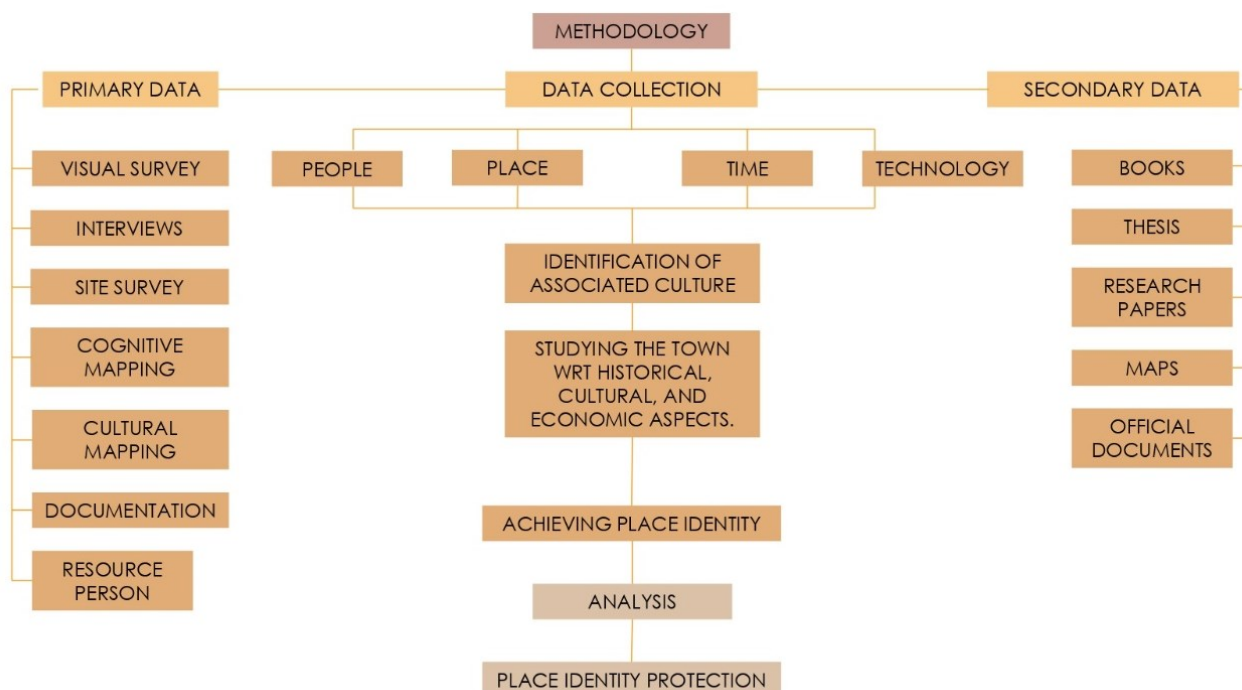 METHODOLOGY
PRIMARY DATA
DATA COLLECTION
SECONDARY DATA
VISUAL SURVEY
INTERVIEWS
SITE SURVEY
COGNITIVE
MAPPING
CULTURAL
MAPPING
DOCUMENTATION
RESOURCE
PERSON
PEOPLE
PLACE
TIME
TECHNOLOGY
IDENTIFICATION OF
ASSOCIATED CULTURE
STUDYING THE TOWN
WRT HISTORICAL,
CULTURAL, AND
ECONOMIC ASPECTS.
ACHIEVING PLACE IDENTITY
ANALYSIS
PLACE IDENTITY PROTECTION
BOOKS
THESIS
RESEARCH
PAPERS
MAPS
OFFICIAL
DOCUMENTS